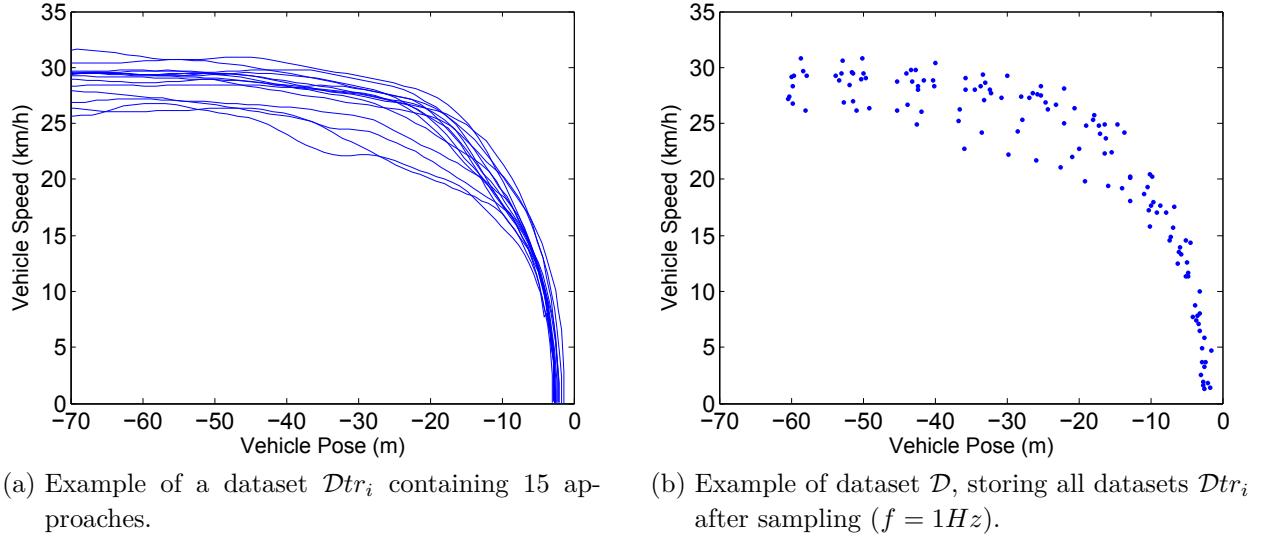 35
30
25
20
15
10
5
0
Vehicle Speed (km/h)
−70 −60 −50 −40 −30 −20 −10 0
Vehicle Pose (m)
(a) Example of a dataset 𝒟tr_i containing 15 ap-
proaches.
35
30
25
20
15
10
5
0
Vehicle Speed (km/h)
−70 −60 −50 −40 −30 −20 −10 0
Vehicle Pose (m)
(b) Example of dataset 𝒟, storing all datasets 𝒟tr_i
after sampling (f = 1Hz).